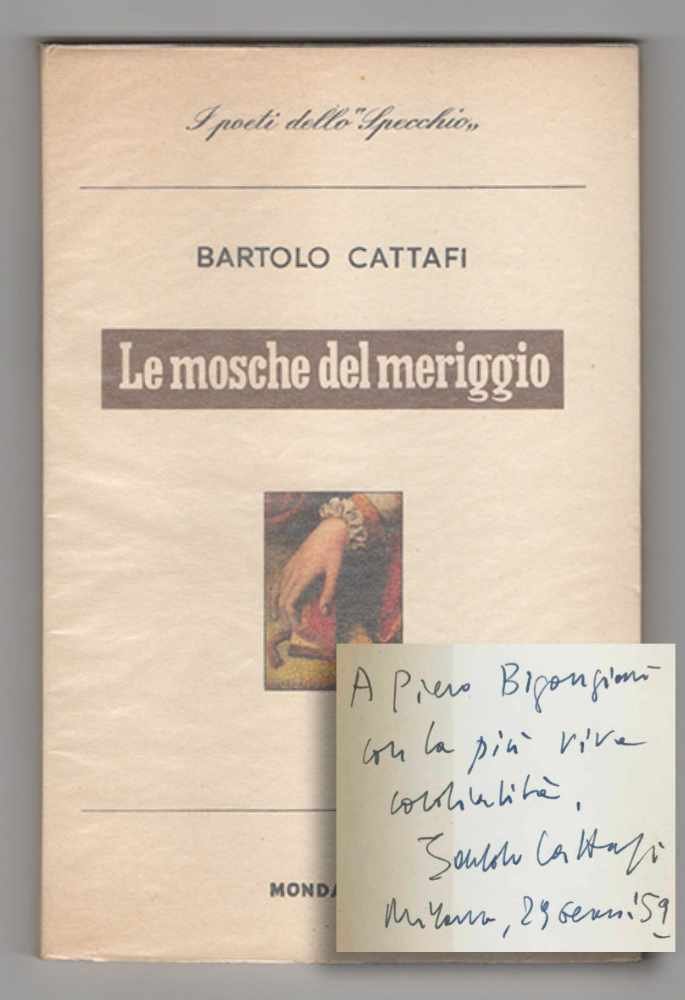 I poeti dello "Specchio„
BARTOLO CATTAFI
Le mosche del meriggio
MONDA
A Piero Bigongiari
con la più viva
cordialità,
Bartolo Cattafi
Milano, 29 genn. '59